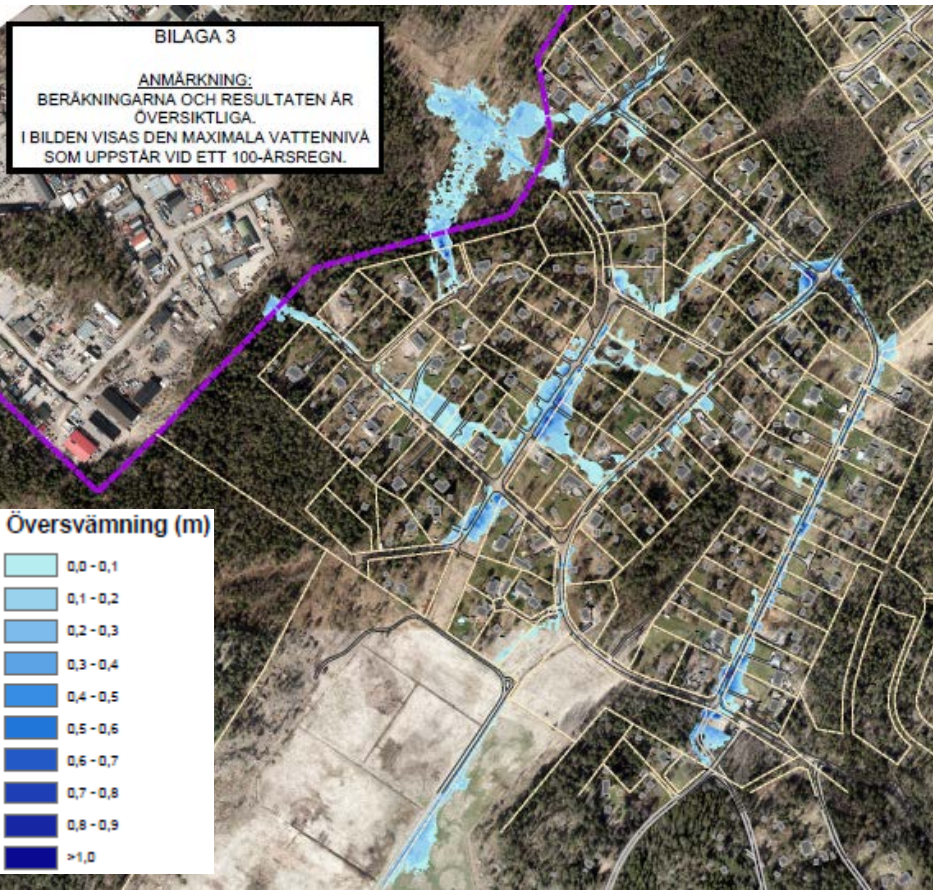 BILAGA 3
ANMÄRKNING:
BERÄKNINGARNA OCH RESULTATEN ÄR
ÖVERSIKTLIGA.
I BILDEN VISAS DEN MAXIMALA VATTENNIVÅ
SOM UPPSTÅR VID ETT 100-ÅRSREGN.
Översvämning (m)
0,0 - 0,1
0,1 - 0,2
0,2 - 0,3
0,3 - 0,4
0,4 - 0,5
0,5 - 0,6
0,6 - 0,7
0,7 - 0,8
0,8 - 0,9
>1,0